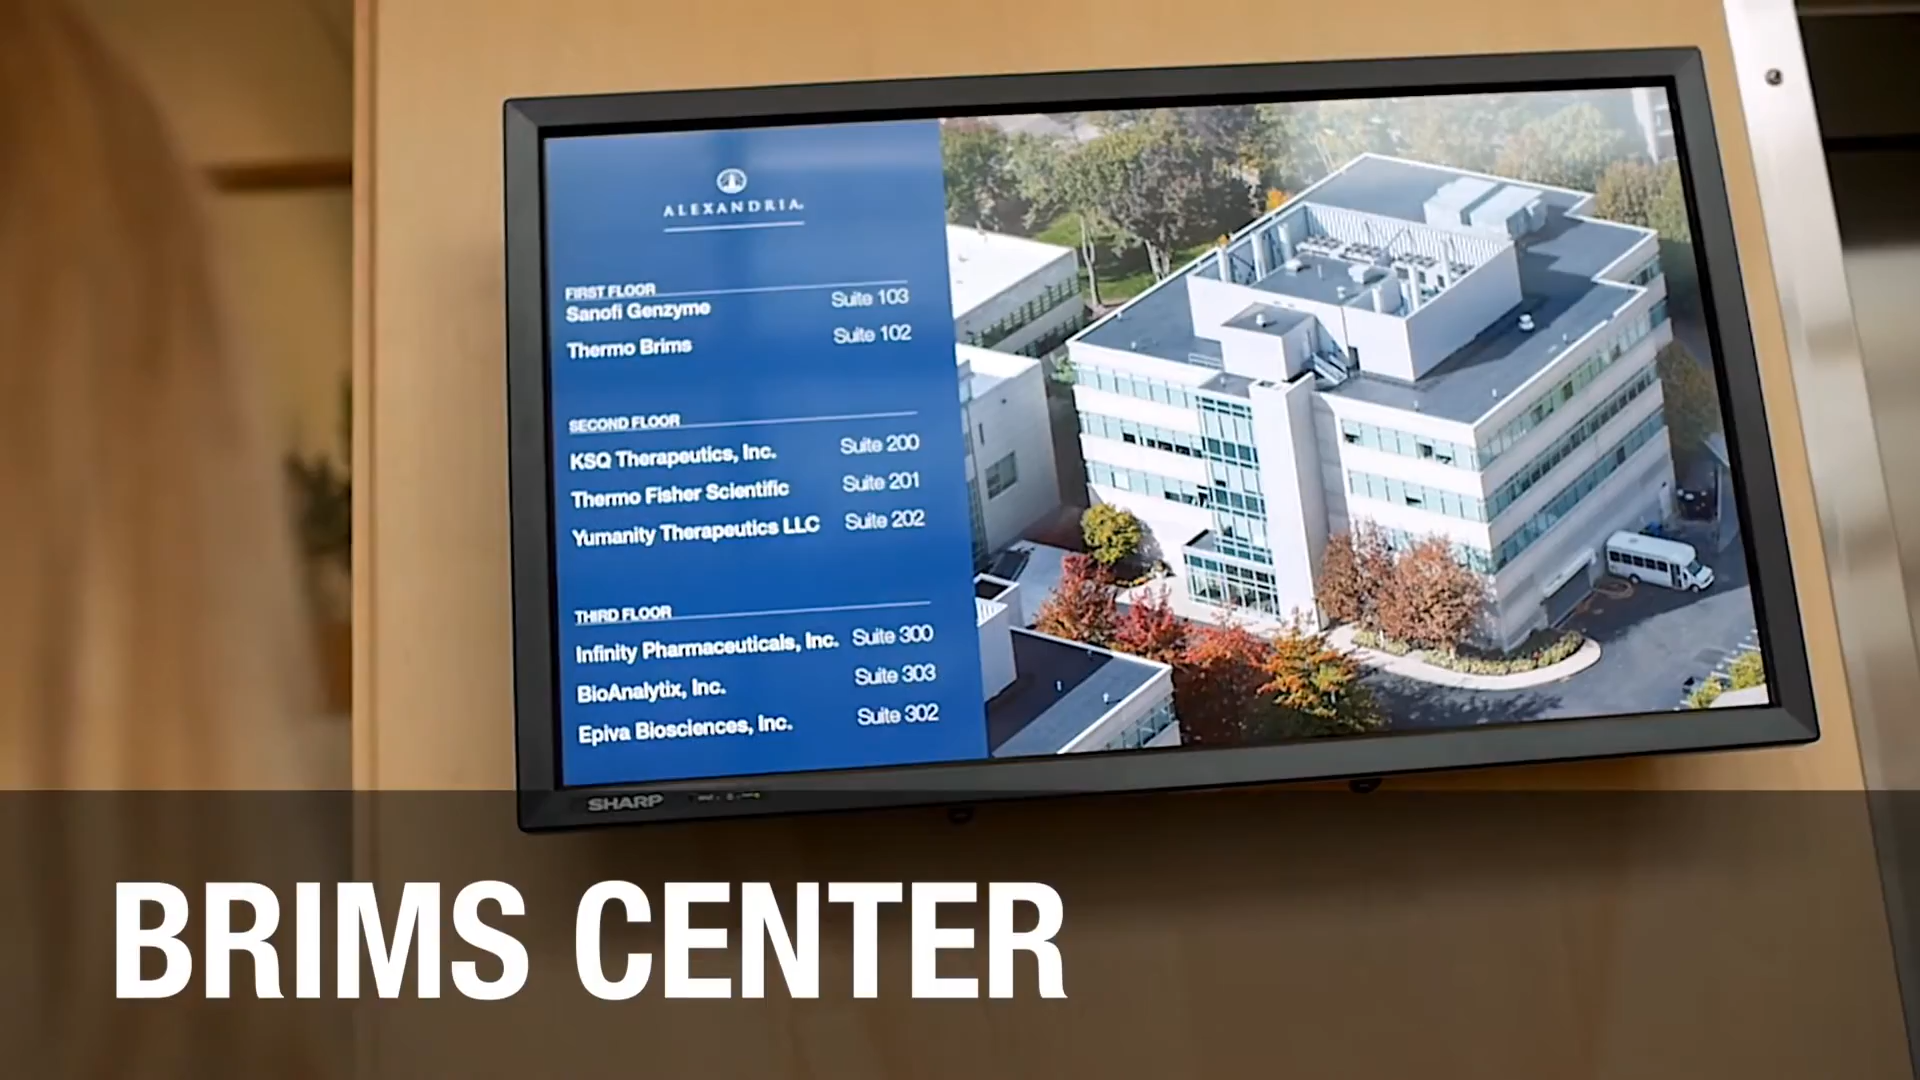 ALEXANDRIA
FIRST FLOOR
Sanofi Genzyme Suite 103
Thermo Brims Suite 102
SECOND FLOOR
KSQ Therapeutics, Inc. Suite 200
Thermo Fisher Scientific Suite 201
Yumanity Therapeutics LLC Suite 202
THIRD FLOOR
Infinity Pharmaceuticals, Inc. Suite 300
BioAnalytix, Inc. Suite 303
Epiva Biosciences, Inc. Suite 302
SHARP
BRIMS CENTER